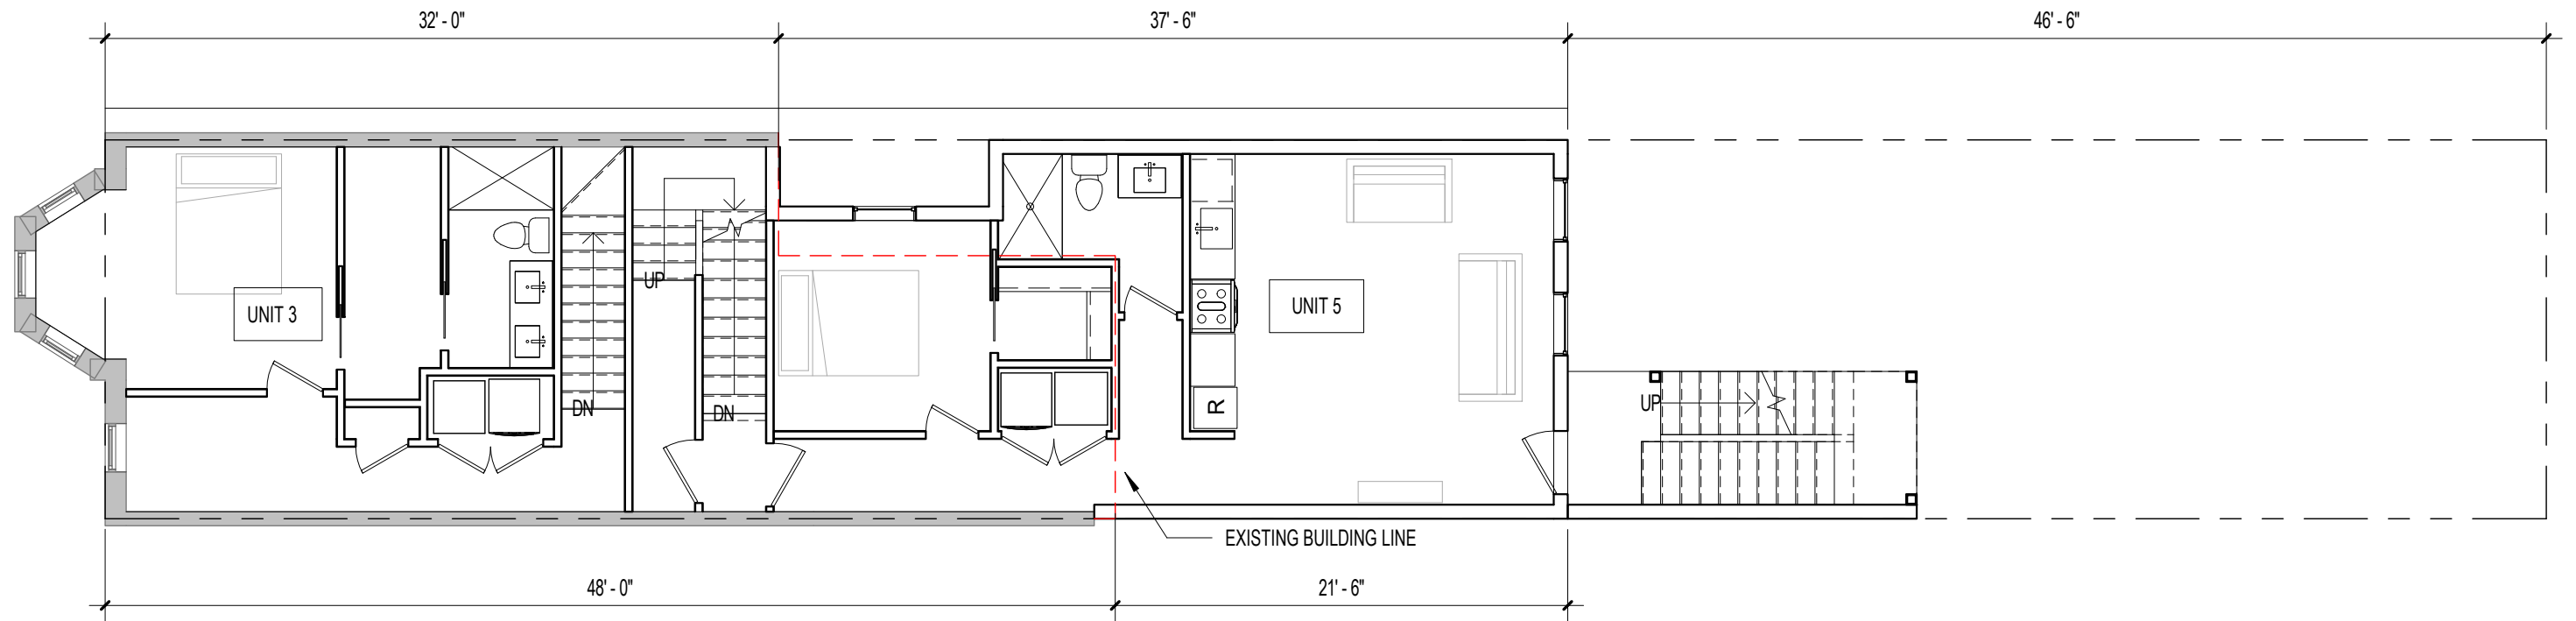 32' - 0"
37' - 6"
46' - 6"
UNIT 3
UP
DN
DN
UNIT 5
R
UP
EXISTING BUILDING LINE
48' - 0"
21' - 6"